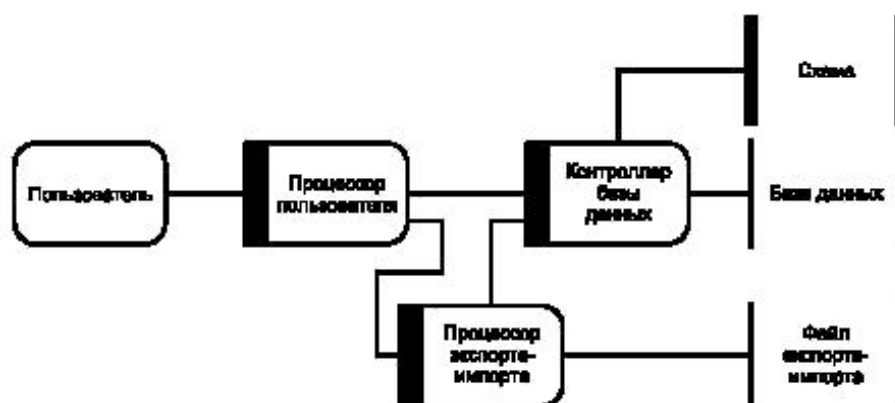 Схема
Пользователь
Процессор
пользователя
Контроллер
базы
данных
База данных
Процессор
экспорта-
импорта
Файл
экспорта-
импорта